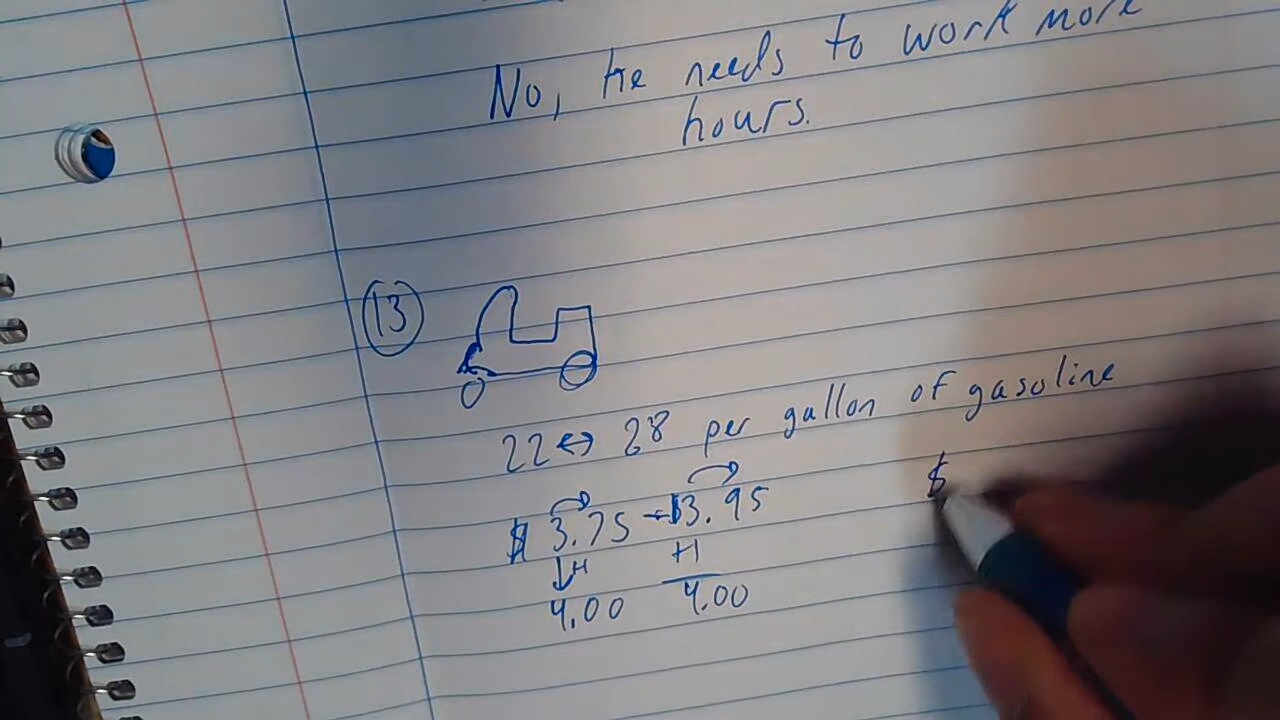 No, he needs to work more
hours.
13
22 ↔ 28 per gallon of gasoline
$
$ 3.75 - $3.95
+1 +1
4.00 4.00